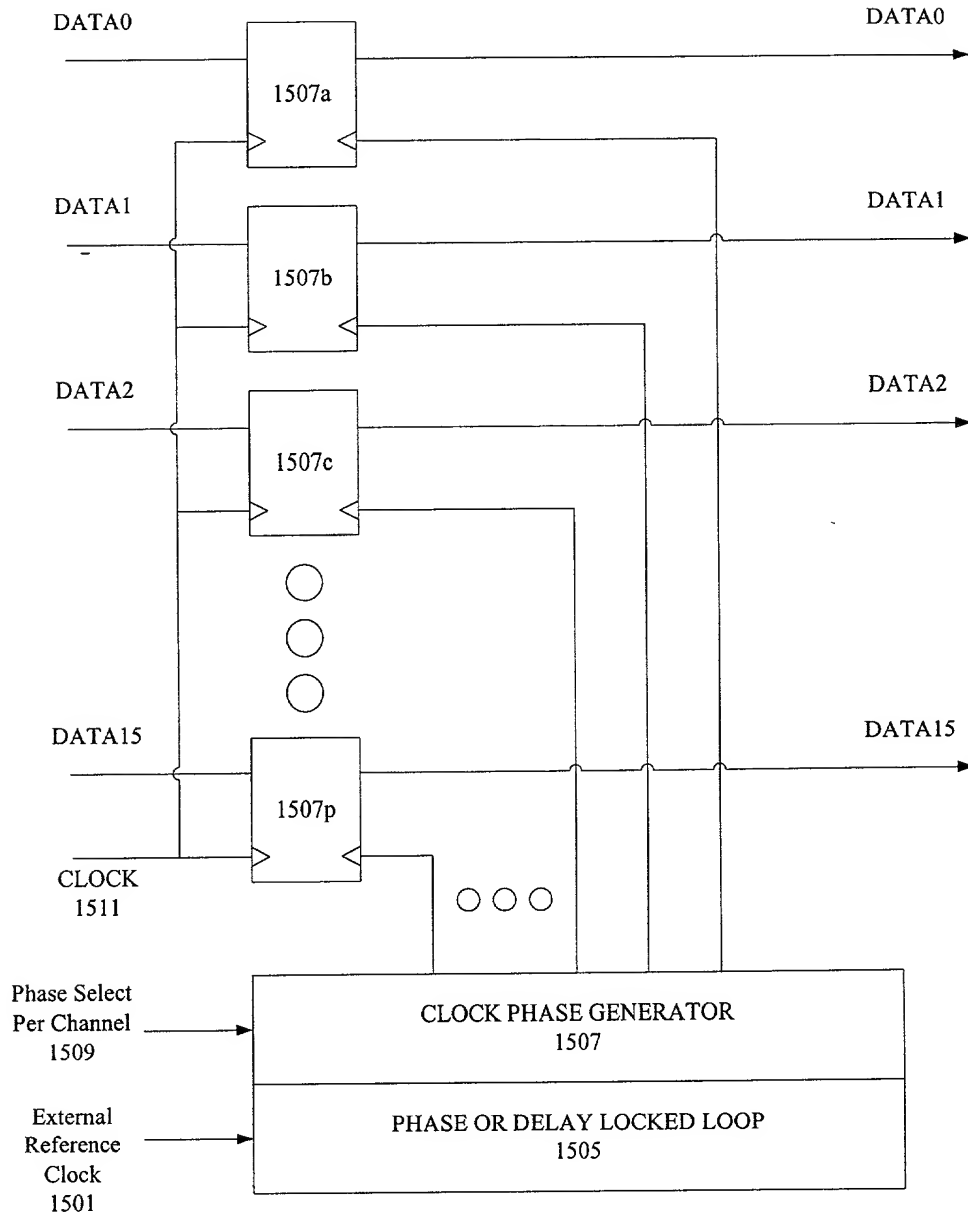 DATA0
DATA0
1507a
DATA1
DATA1
1507b
DATA2
DATA2
1507c
DATA15
DATA15
1507p
CLOCK
1511
Phase Select
Per Channel
1509
CLOCK PHASE GENERATOR
1507
External
Reference
Clock
1501
PHASE OR DELAY LOCKED LOOP
1505